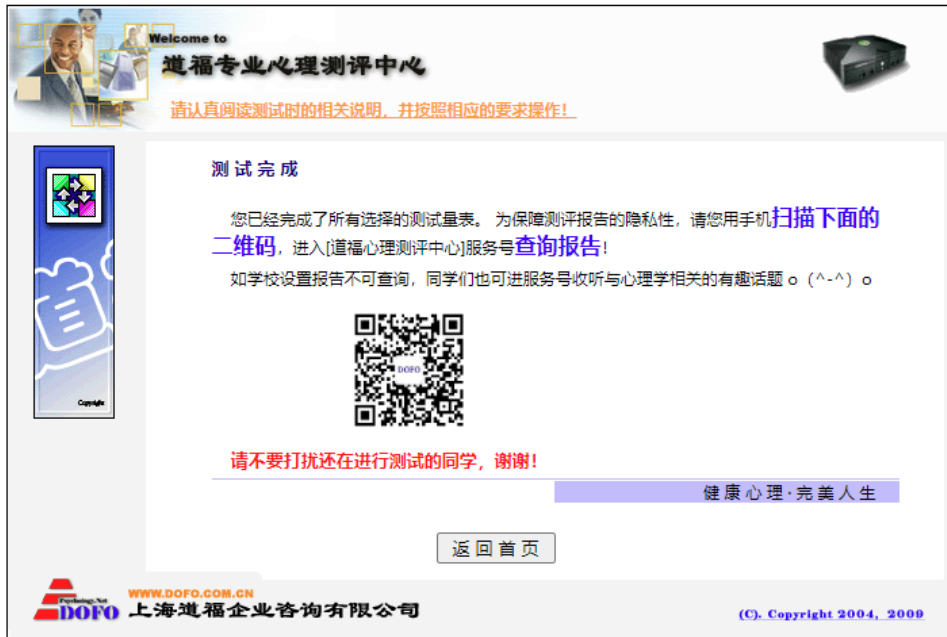 Welcome to
道福专业心理测评中心
请认真阅读测试时的相关说明，并按照相应的要求操作！
测 试 完 成
您已经完成了所有选择的测试量表。 为保障测评报告的隐私性，请您用手机扫描下面的
二维码，进入[道福心理测评中心]服务号查询报告！
如学校设置报告不可查询，同学们也可进服务号收听与心理学相关的有趣话题 o（^-^）o
道
Copyright
DOFO
请不要打扰还在进行测试的同学，谢谢！
健 康 心 理 · 完 美 人 生
返 回 首 页
Psychology.Net
DOFO
WWW.DOFO.COM.CN
上海道福企业咨询有限公司
(C). Copyright 2004, 2009